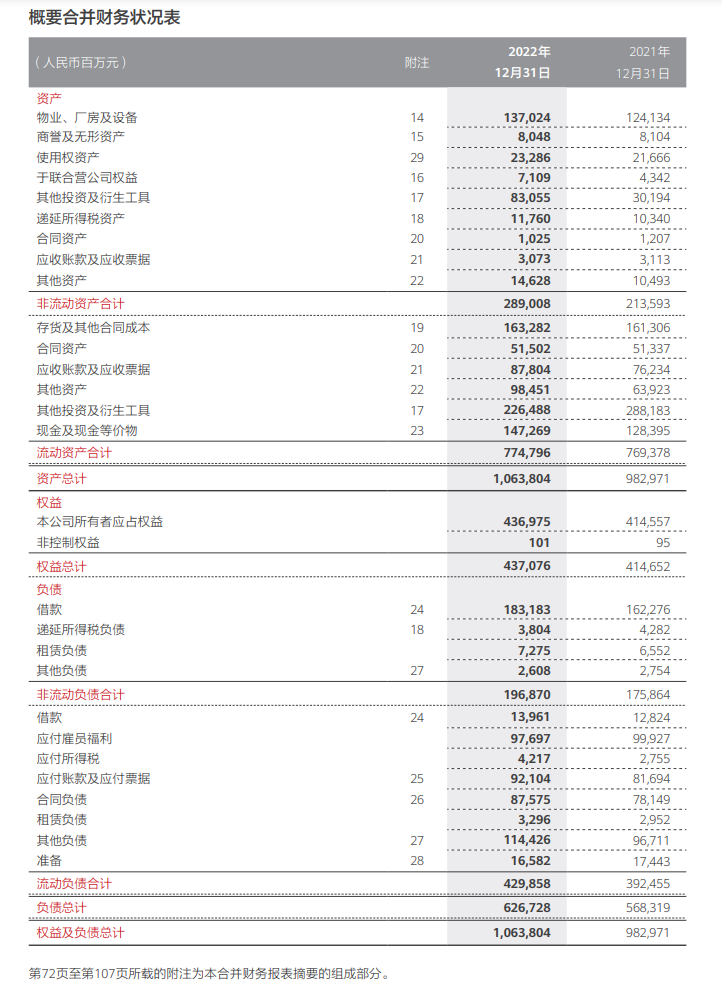 概要合并财务状况表
（人民币百万元） 附注 2022年 12月31日 2021年 12月31日
资产
物业、厂房及设备 14 137,024 124,134
商誉及无形资产 15 8,048 8,104
使用权资产 29 23,286 21,666
于联合营公司权益 16 7,109 4,342
其他投资及衍生工具 17 83,055 30,194
递延所得税资产 18 11,760 10,340
合同资产 20 1,025 1,207
应收账款及应收票据 21 3,073 3,113
其他资产 22 14,628 10,493
非流动资产合计 289,008 213,593
存货及其他合同成本 19 163,282 161,306
合同资产 20 51,502 51,337
应收账款及应收票据 21 87,804 76,234
其他资产 22 98,451 63,923
其他投资及衍生工具 17 226,488 288,183
现金及现金等价物 23 147,269 128,395
流动资产合计 774,796 769,378
资产总计 1,063,804 982,971
权益
本公司所有者应占权益 436,975 414,557
非控制权益 101 95
权益总计 437,076 414,652
负债
借款 24 183,183 162,276
递延所得税负债 18 3,804 4,282
租赁负债 7,275 6,552
其他负债 27 2,608 2,754
非流动负债合计 196,870 175,864
借款 24 13,961 12,824
应付雇员福利 97,697 99,927
应付所得税 4,217 2,755
应付账款及应付票据 25 92,104 81,694
合同负债 26 87,575 78,149
租赁负债 3,296 2,952
其他负债 27 114,426 96,711
准备 28 16,582 17,443
流动负债合计 429,858 392,455
负债总计 626,728 568,319
权益及负债总计 1,063,804 982,971
第72页至第107页所载的附注为本合并财务报表摘要的组成部分。